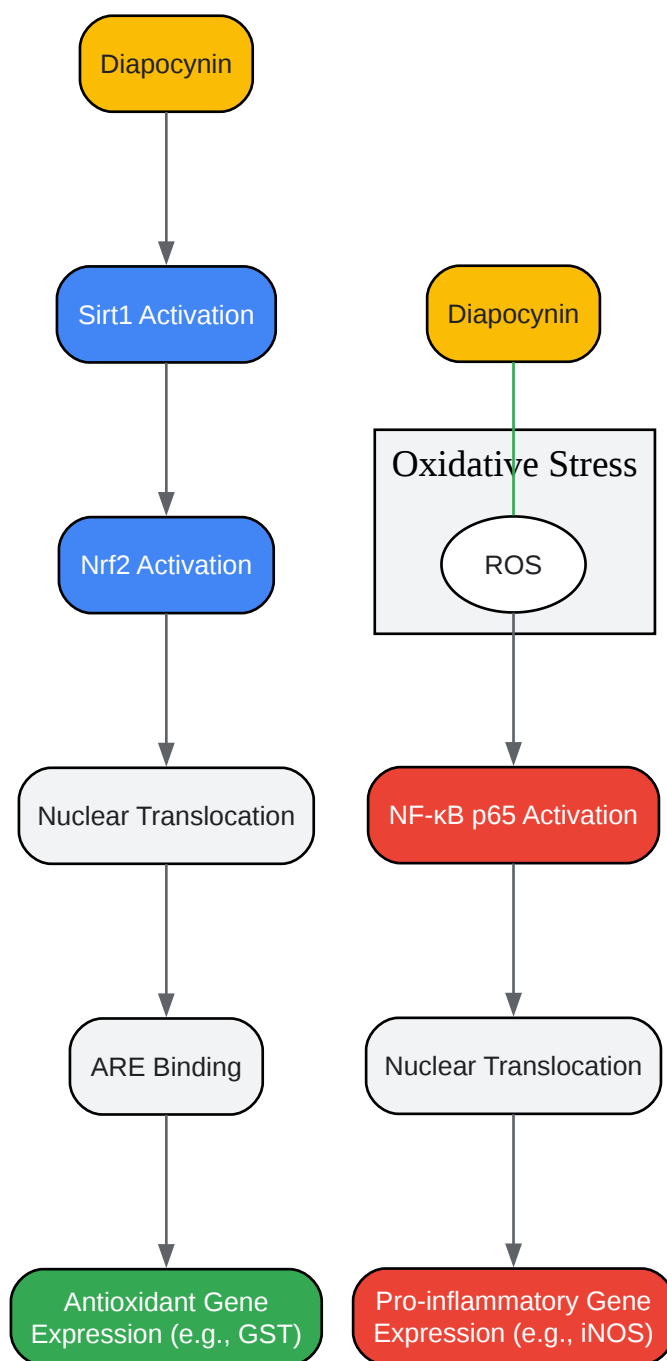 Diapocynin
Sirt1 Activation
Nrf2 Activation
Nuclear Translocation
ARE Binding
Antioxidant Gene
Expression (e.g., GST)
Diapocynin
Oxidative Stress
ROS
NF-κB p65 Activation
Nuclear Translocation
Pro-inflammatory Gene
Expression (e.g., iNOS)